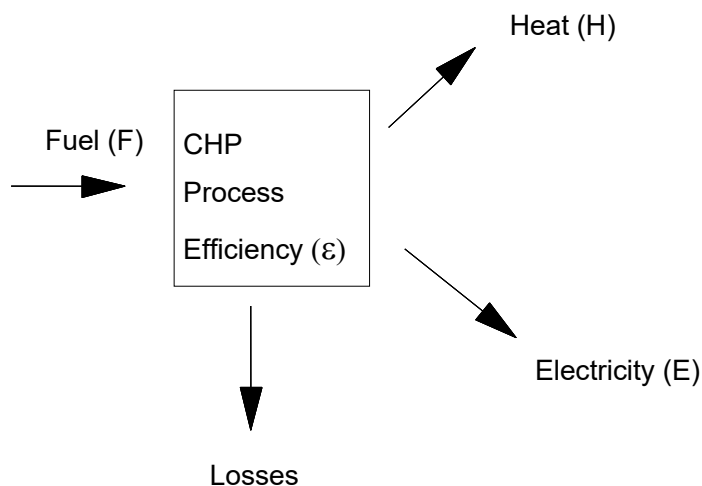 Heat (H)
Fuel (F)
CHP
Process
Efficiency (ε)
Electricity (E)
Losses